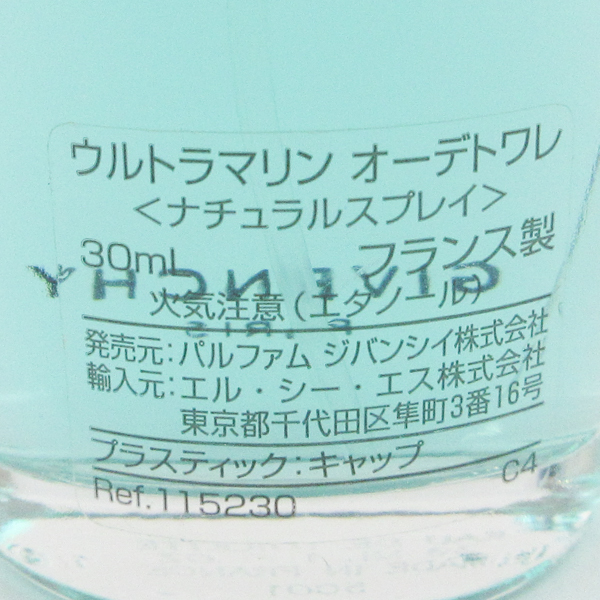 ウルトラマリン オーデトワレ
<ナチュラルスプレイ>
30mL フランス製
火気注意(エタノール)
GIVENCHY
PARIS
発売元:パルファム ジバンシイ株式会社
輸入元:エル・シー・エス株式会社
東京都千代田区隼町3番16号
プラスティック:キャップ
C4
Ref.115230